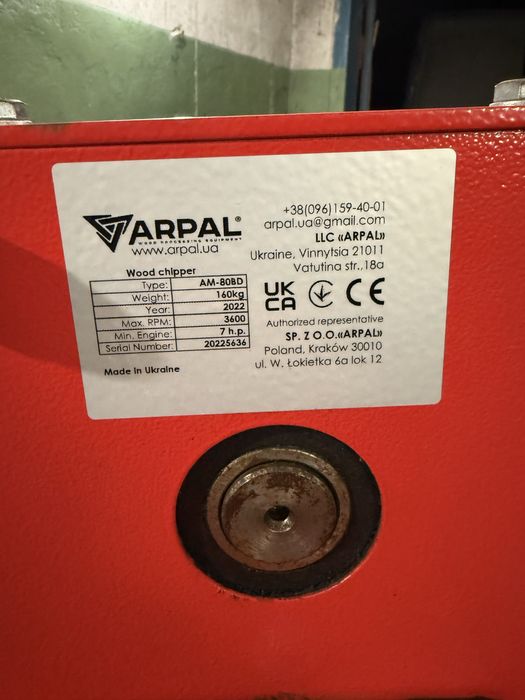 ARPAL®
WOOD PROCESSING EQUIPMENT
www.arpal.ua
+38(096)159-40-01
arpal.ua@gmail.com
LLC «ARPAL»
Ukraine, Vinnytsia 21011
Vatutina str.,18a
Wood chipper
Type: AM-80BD
Weight: 160kg
Year: 2022
Max. RPM: 3600
Min. Engine: 7 h.p.
Serial Number: 20225636
Made in Ukraine
UK
CA
CE
Authorized representative
SP. Z O.O.«ARPAL»
Poland, Kraków 30010
ul. W. Łokietka 6a lok 12